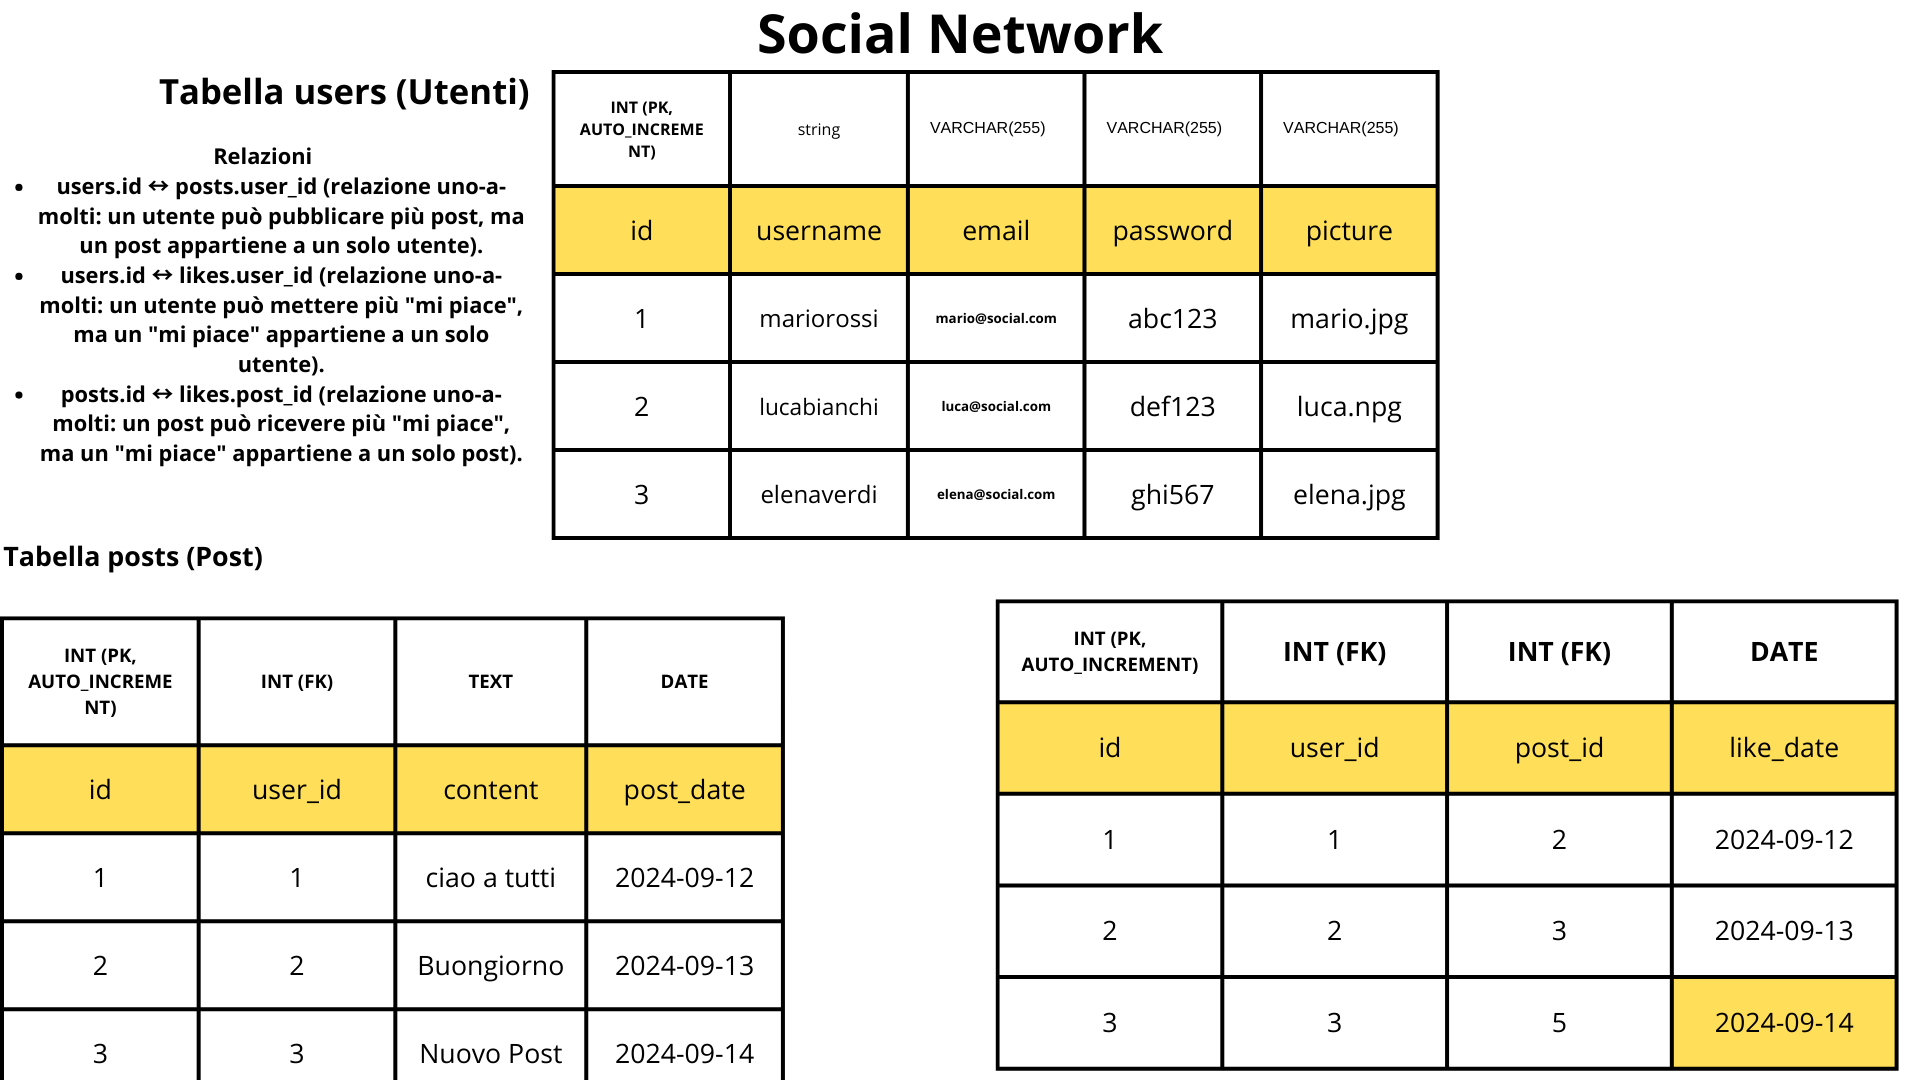 Social Network
Tabella users (Utenti)
Relazioni
• users.id ↔ posts.user_id (relazione uno-a-
molti: un utente può pubblicare più post, ma
un post appartiene a un solo utente).
• users.id ↔ likes.user_id (relazione uno-a-
molti: un utente può mettere più "mi piace",
ma un "mi piace" appartiene a un solo
utente).
• posts.id ↔ likes.post_id (relazione uno-a-
molti: un post può ricevere più "mi piace",
ma un "mi piace" appartiene a un solo post).
INT (PK,
AUTO_INCREME
NT)
string
VARCHAR(255)
VARCHAR(255)
VARCHAR(255)
id username email password picture
1 mariorossi mario@social.com abc123 mario.jpg
2 lucabianchi luca@social.com def123 luca.npg
3 elenaverdi elena@social.com ghi567 elena.jpg
Tabella posts (Post)
INT (PK,
AUTO_INCREME
NT)
INT (FK)
TEXT
DATE
id user_id content post_date
1 1 ciao a tutti 2024-09-12
2 2 Buongiorno 2024-09-13
3 3 Nuovo Post 2024-09-14
INT (PK,
AUTO_INCREMENT)
INT (FK)
INT (FK)
DATE
id user_id post_id like_date
1 1 2 2024-09-12
2 2 3 2024-09-13
3 3 5 2024-09-14